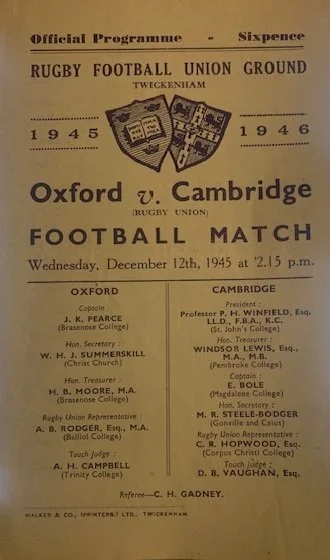 Official Programme - Sixpence
RUGBY FOOTBALL UNION GROUND
TWICKENHAM
1945 1946
Oxford v. Cambridge
(RUGBY UNION)
FOOTBALL MATCH
Wednesday, December 12th, 1945 at 2.15 p.m.
OXFORD
Captain :
J. K. PEARCE
(Brasenose College)
Hon. Secretary :
W. H. J. SUMMERSKILL
(Christ Church)
Hon. Treasurer :
H. B. MOORE, M.A.
(Brasenose College)
Rugby Union Representative :
A. B. RODGER, Esq., M.A.
(Balliol College)
Touch Judge :
A. H. CAMPBELL
(Trinity College)
CAMBRIDGE
President :
Professor P. H. WINFIELD, Esq.
LL.D., F.B.A., K.C.
(St. John's College)
Hon. Treasurer :
WINDSOR LEWIS, Esq.,
M.A., M.B.
(Pembroke College)
Captain :
E. BOLE
(Magdalene College)
Hon. Secretary :
M. R. STEELE-BODGER
(Gonville and Caius)
Rugby Union Representative :
C. R. HOPWOOD, Esq.
(Corpus Christi College)
Touch Judge :
D. B. VAUGHAN, Esq.
Referee—C. H. GADNEY.
WALKER & CO. (PRINTERS) LTD., TWICKENHAM.